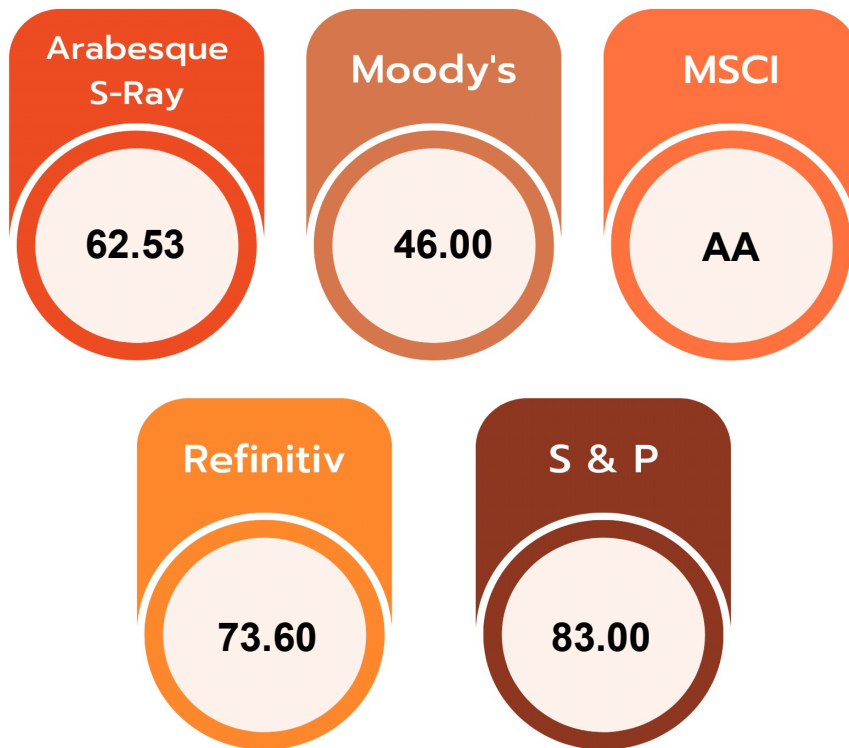 Arabesque
S-Ray
62.53
Moody's
46.00
MSCI
AA
Refinitiv
73.60
S & P
83.00